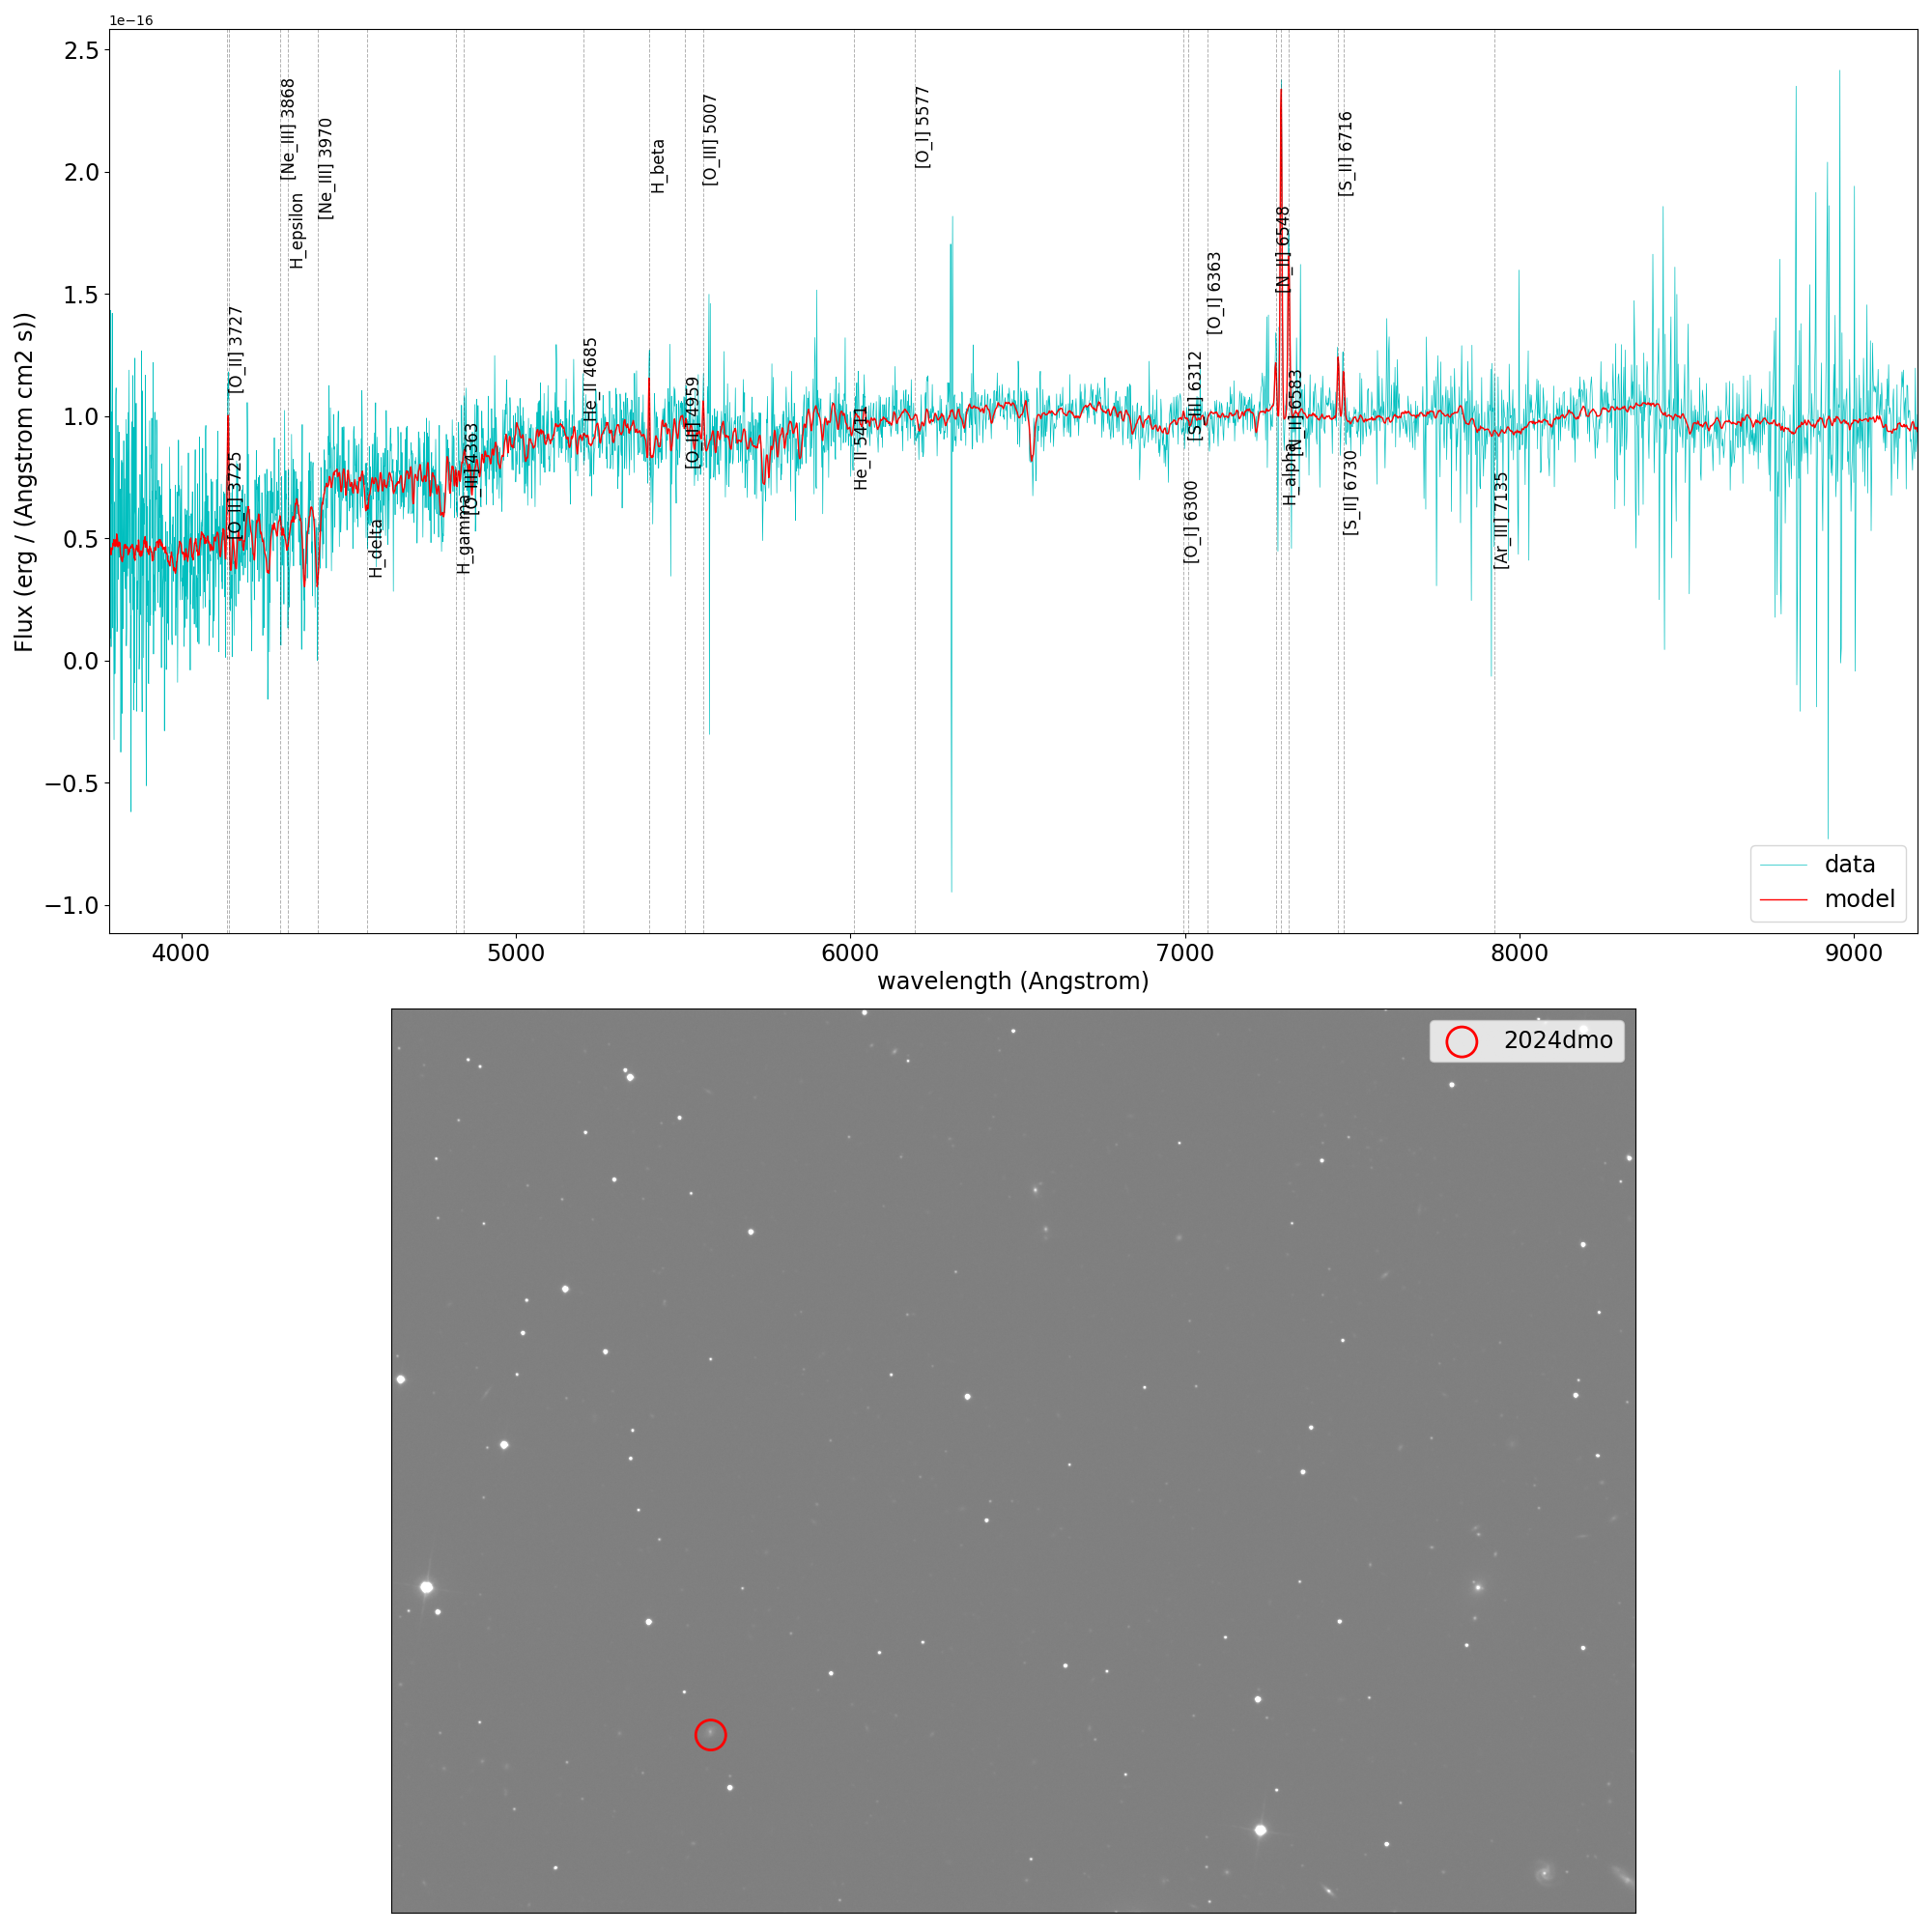 1e−16
2.5
2.0
1.5
1.0
0.5
0.0
−0.5
−1.0
Flux (erg / (Angstrom cm2 s))
[O_II] 3725
[O_II] 3727
[Ne_III] 3868
H_epsilon
[Ne_III] 3970
H_delta
H_gamma
[O_III] 4363
He_II 4685
H_beta
[O_III] 4959
[O_III] 5007
He_II 5411
[O_I] 5577
[O_I] 6300
[S_III] 6312
[O_I] 6363
[N_II] 6548
H_alpha
[N_II] 6583
[S_II] 6716
[S_II] 6730
[Ar_III] 7135
data
model
4000 5000 6000 7000 8000 9000
wavelength (Angstrom)
2024dmo